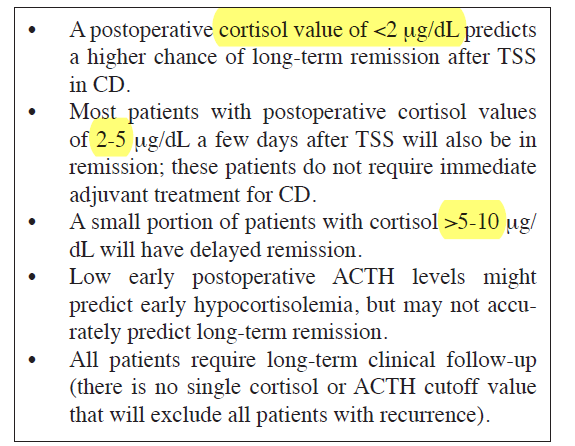 • A postoperative cortisol value of <2 μg/dL predicts
a higher chance of long-term remission after TSS
in CD.
• Most patients with postoperative cortisol values
of 2-5 μg/dL a few days after TSS will also be in
remission; these patients do not require immediate
adjuvant treatment for CD.
• A small portion of patients with cortisol >5-10 μg/
dL will have delayed remission.
• Low early postoperative ACTH levels might
predict early hypocortisolemia, but may not accu-
rately predict long-term remission.
• All patients require long-term clinical follow-up
(there is no single cortisol or ACTH cutoff value
that will exclude all patients with recurrence).